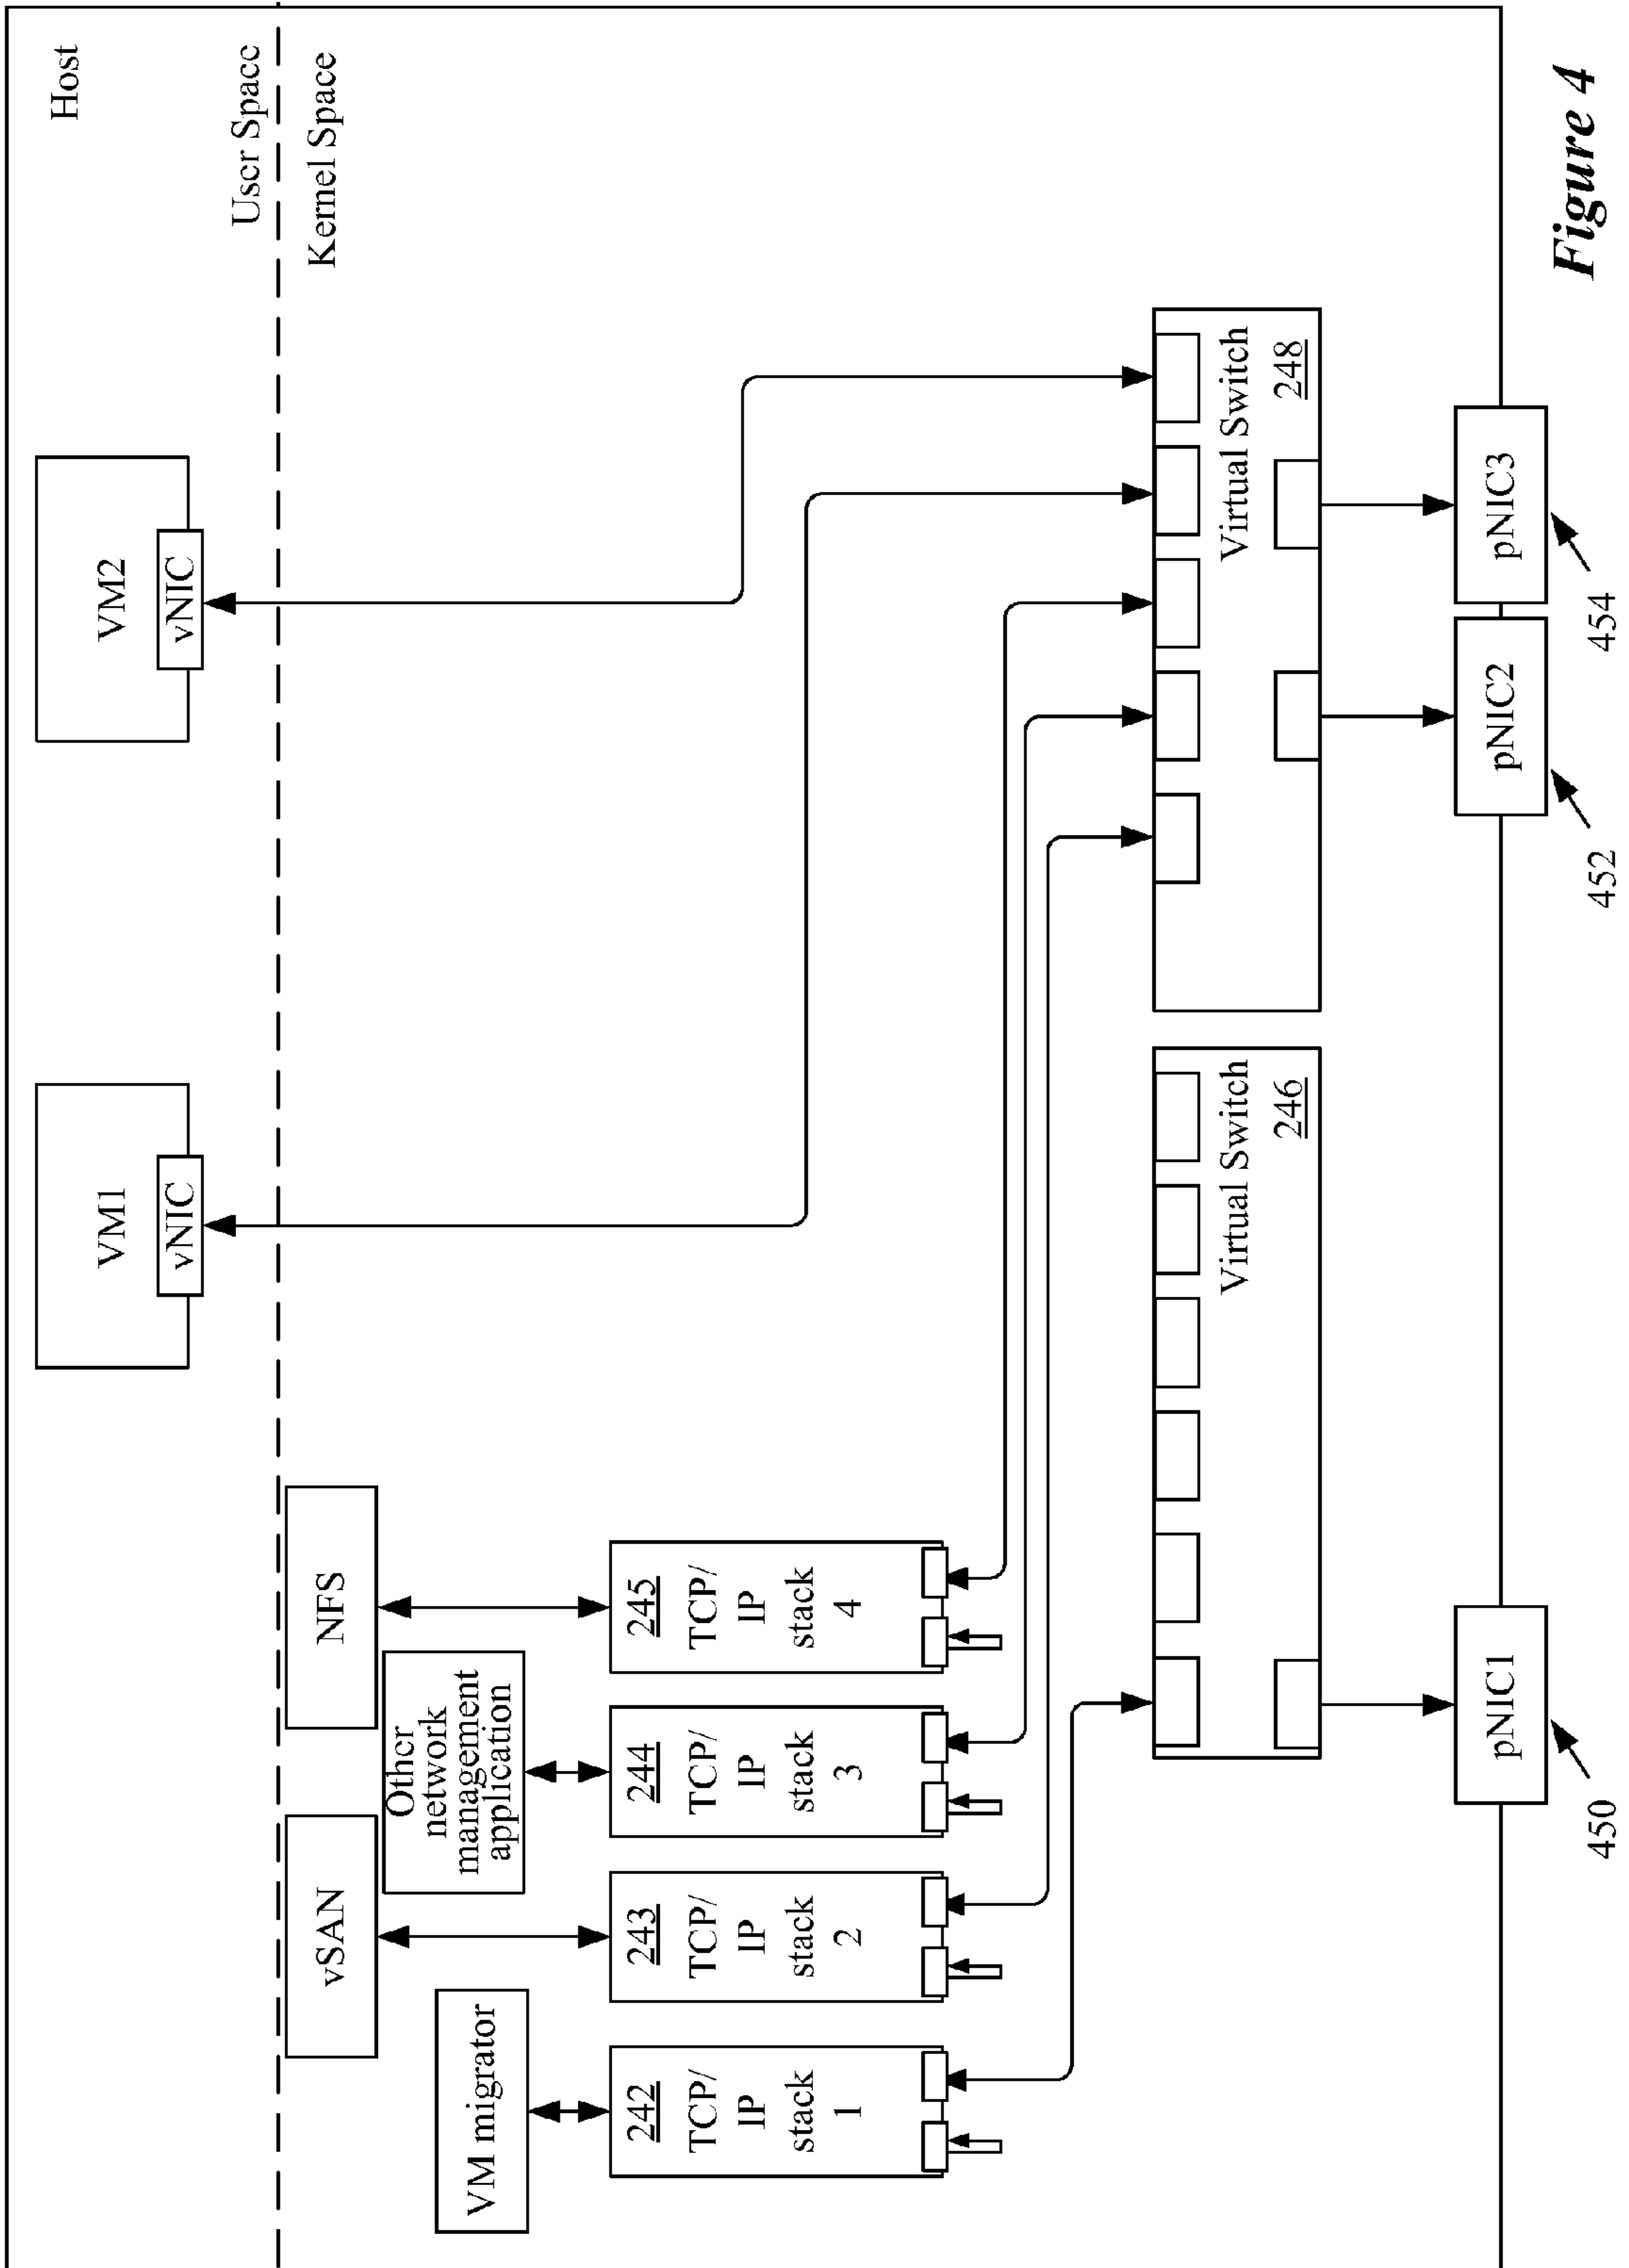 Host
VM1
vNIC
VM2
vNIC
User Space
Kernel Space
VM migrator
vSAN
Other
network
management
application
NFS
242
TCP/
IP
stack
1
243
TCP/
IP
stack
2
244
TCP/
IP
stack
3
245
TCP/
IP
stack
4
Virtual Switch
246
Virtual Switch
248
pNIC1
pNIC2
pNIC3
450
452
454
Figure 4